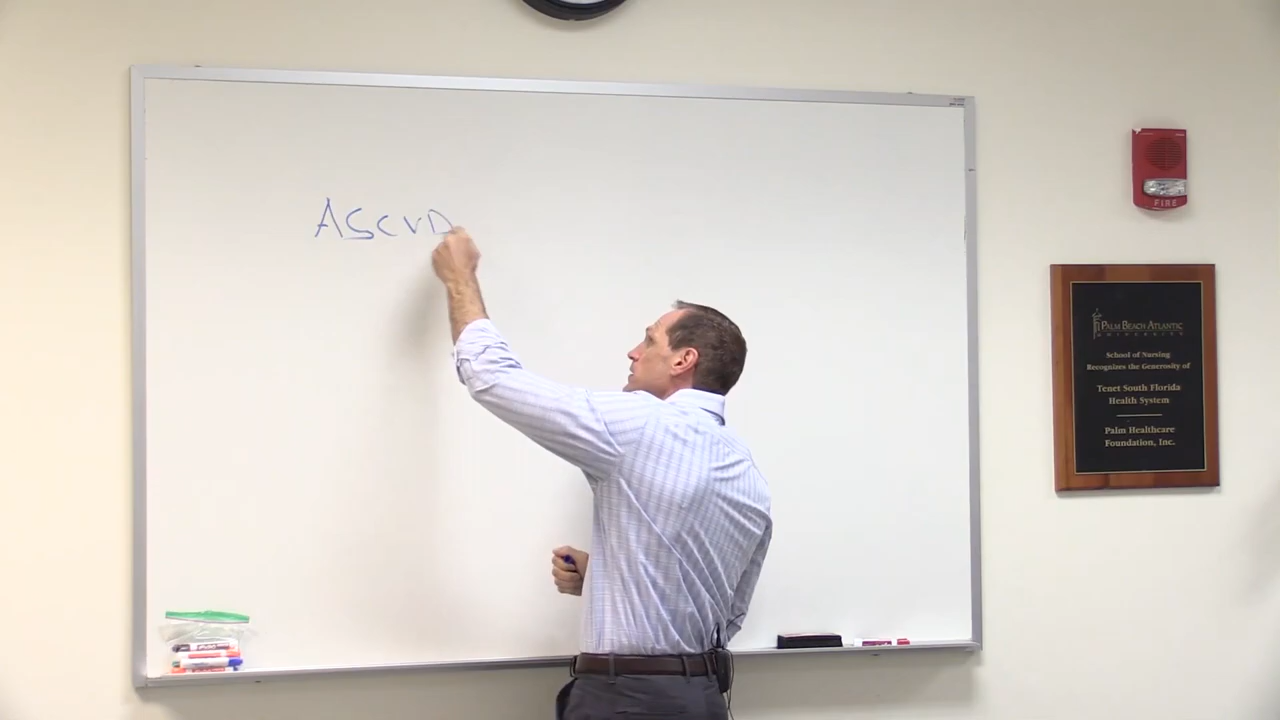 ASCVD
FIRE
PALM BEACH ATLANTIC
UNIVERSITY
School of Nursing
Recognizes the Generosity of
Tenet South Florida
Health System
Palm Healthcare
Foundation, Inc.